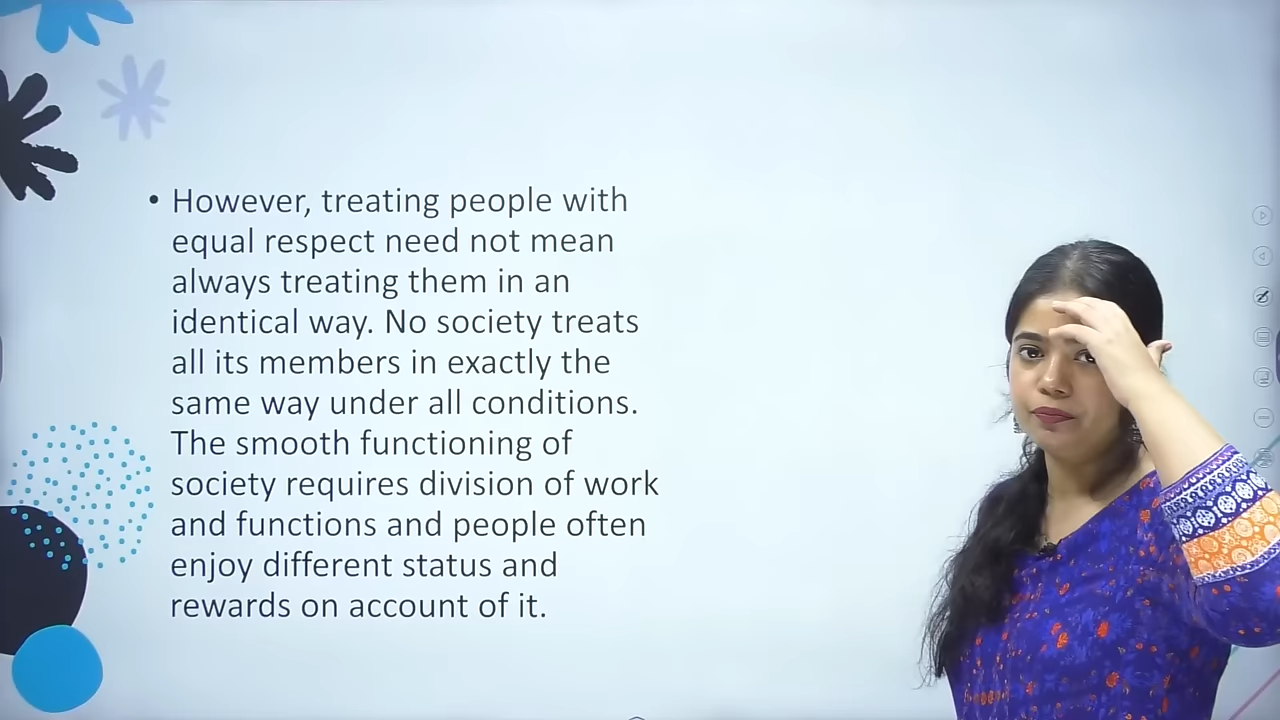 • However, treating people with
equal respect need not mean
always treating them in an
identical way. No society treats
all its members in exactly the
same way under all conditions.
The smooth functioning of
society requires division of work
and functions and people often
enjoy different status and
rewards on account of it.